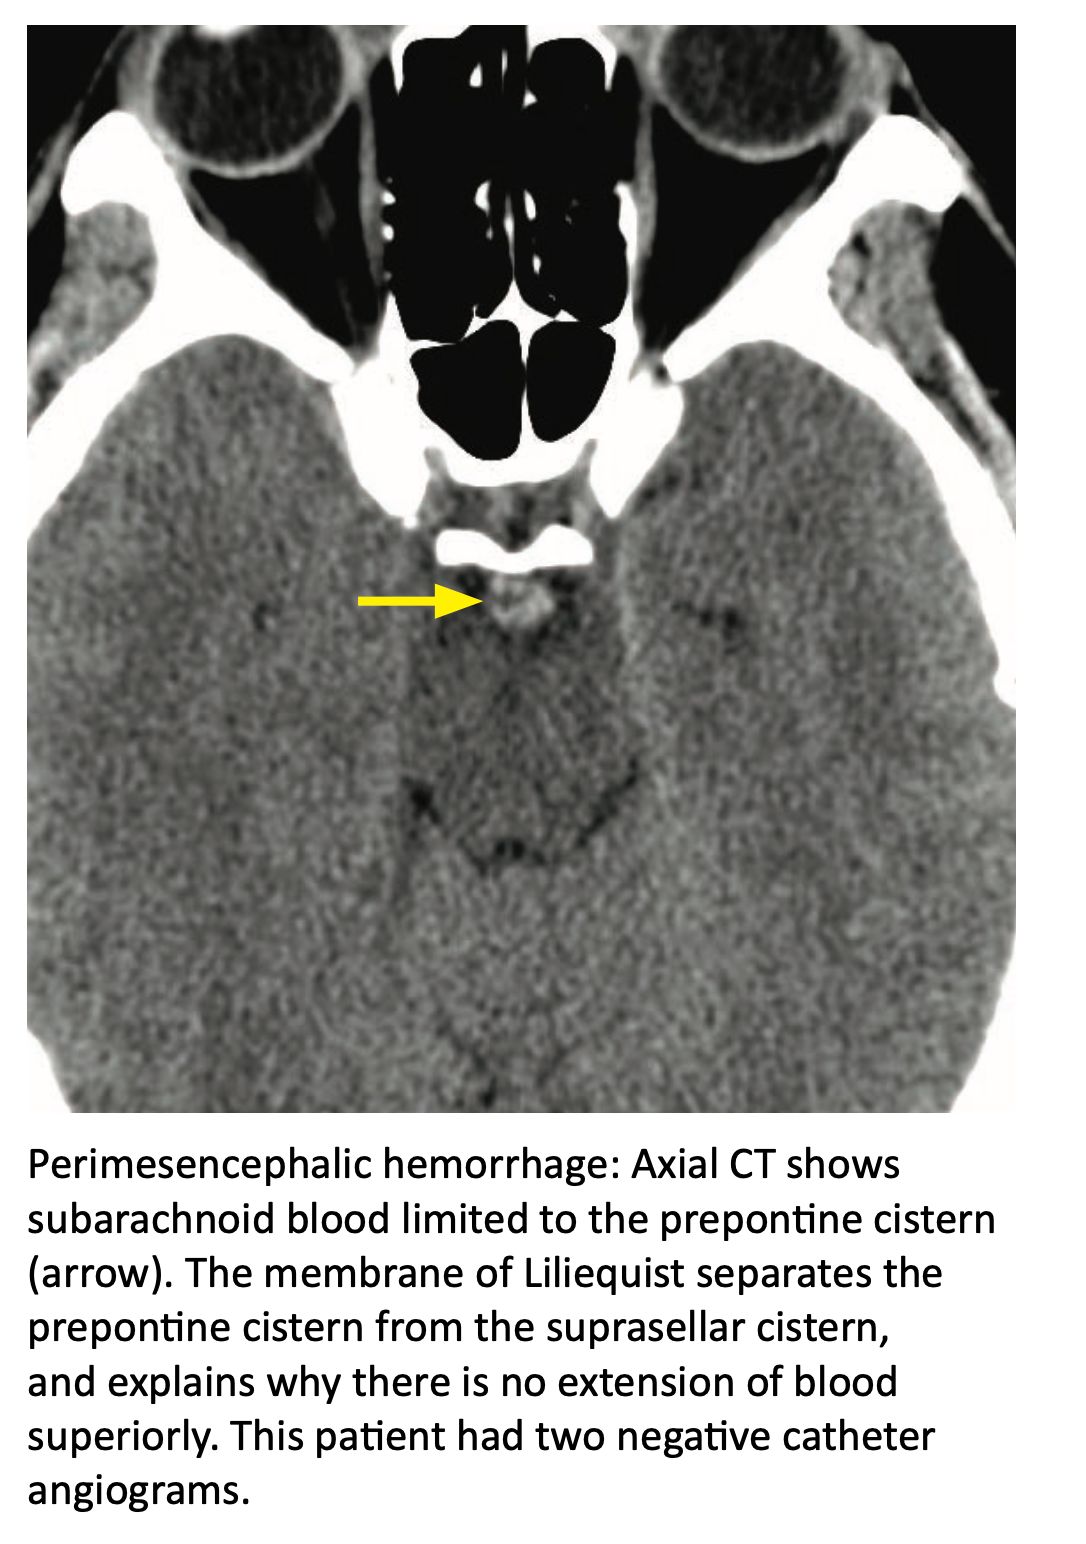 Perimesencephalic hemorrhage: Axial CT shows
subarachnoid blood limited to the prepontine cistern
(arrow). The membrane of Liliequist separates the
prepontine cistern from the suprasellar cistern,
and explains why there is no extension of blood
superiorly. This patient had two negative catheter
angiograms.